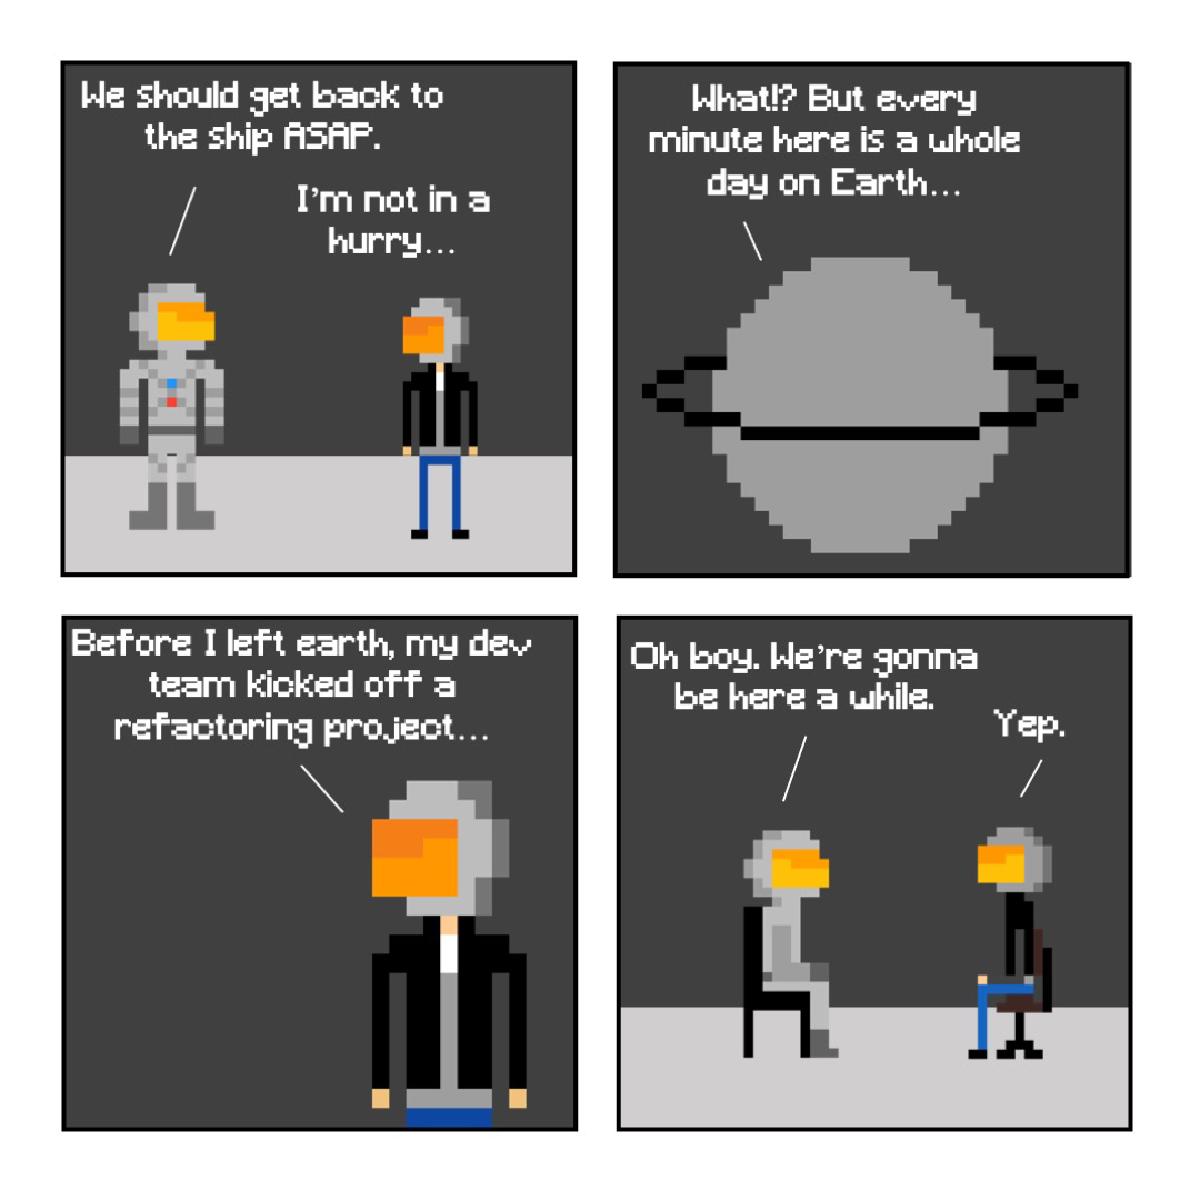 We should get back to
the ship ASAP.
I'm not in a
hurry...
What!? But every
minute here is a whole
day on Earth...
Before I left earth, my dev
team kicked off a
refactoring project...
Oh boy. We're gonna
be here a while.
Yep.